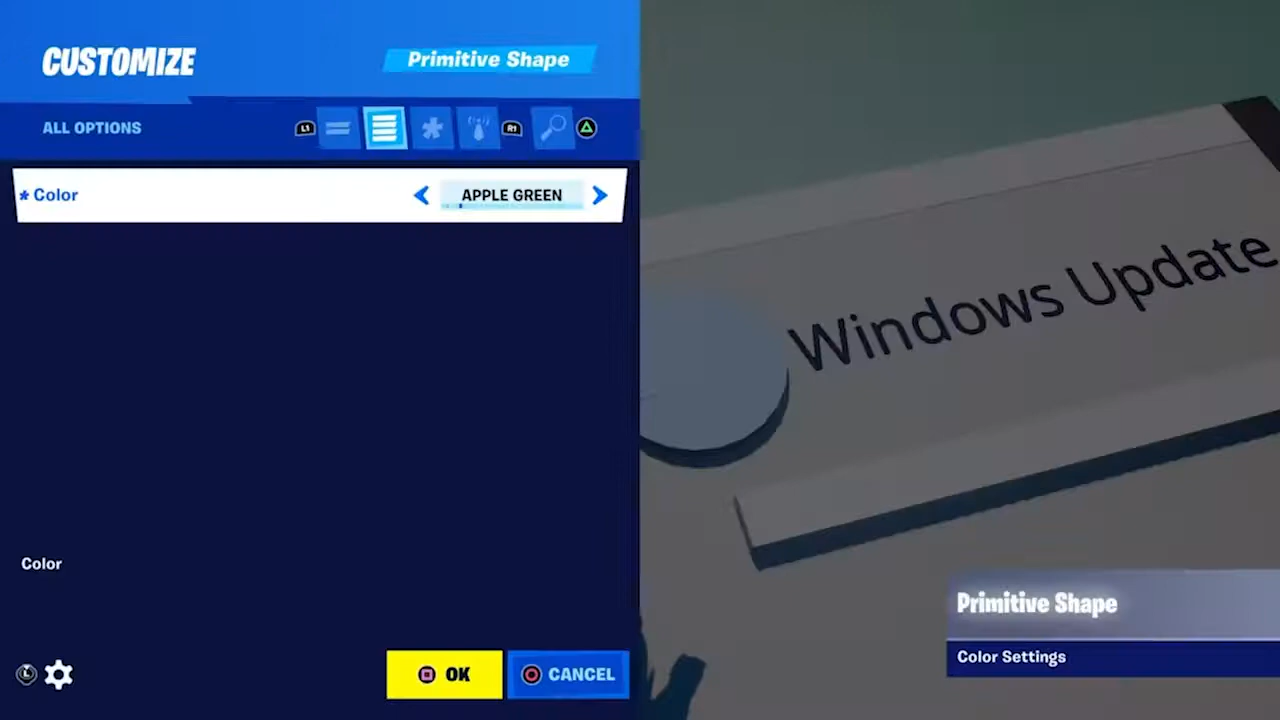 CUSTOMIZE
Primitive Shape
ALL OPTIONS
L1
R1
* Color
APPLE GREEN
Windows Update
Color
Primitive Shape
Color Settings
L
OK
CANCEL